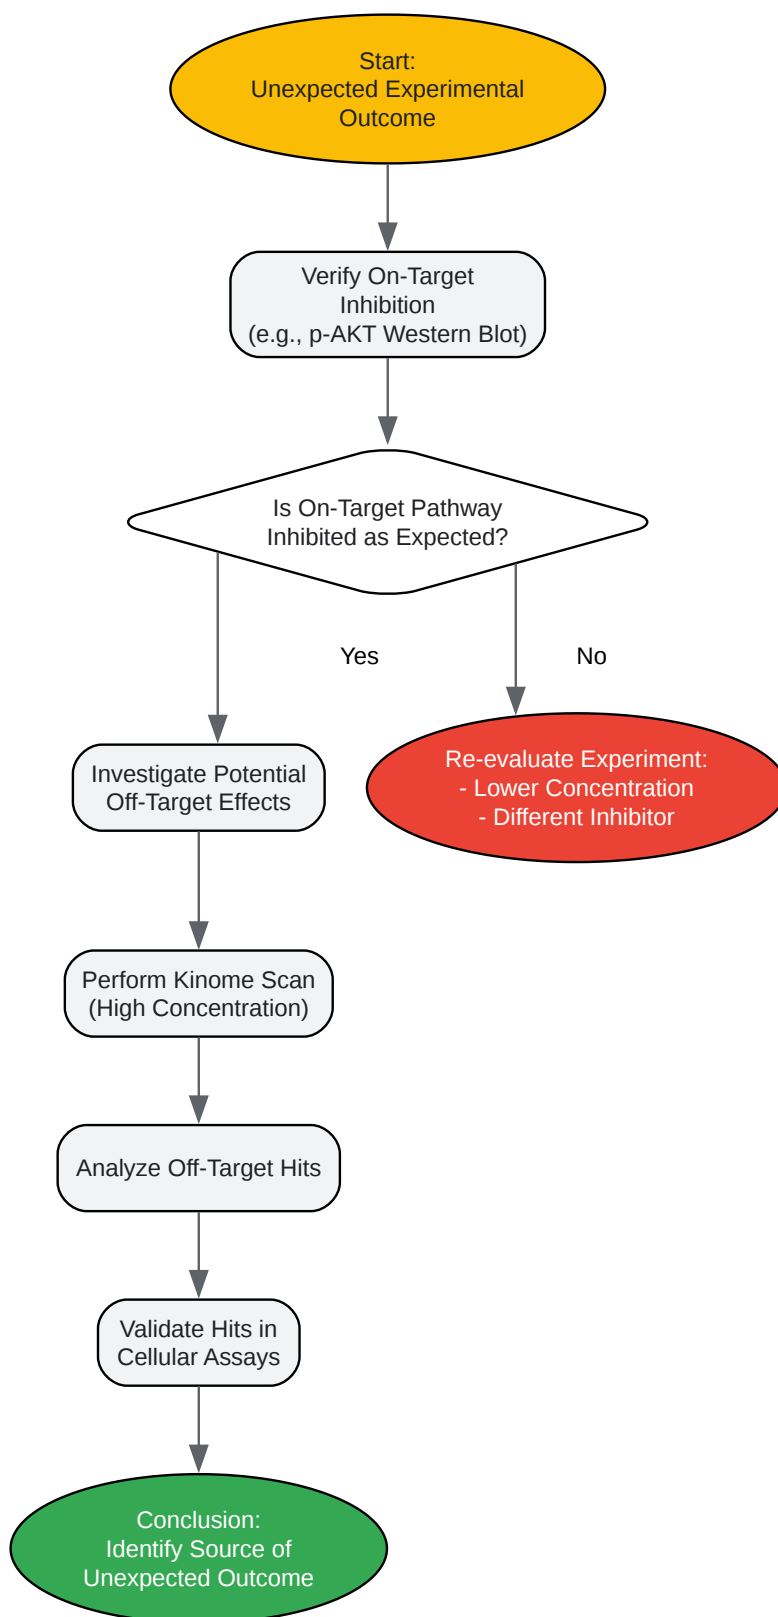 Start:
Unexpected Experimental
Outcome
Verify On-Target
Inhibition
(e.g., p-AKT Western Blot)
Is On-Target Pathway
Inhibited as Expected?
Yes
No
Investigate Potential
Off-Target Effects
Re-evaluate Experiment:
- Lower Concentration
- Different Inhibitor
Perform Kinome Scan
(High Concentration)
Analyze Off-Target Hits
Validate Hits in
Cellular Assays
Conclusion:
Identify Source of
Unexpected Outcome